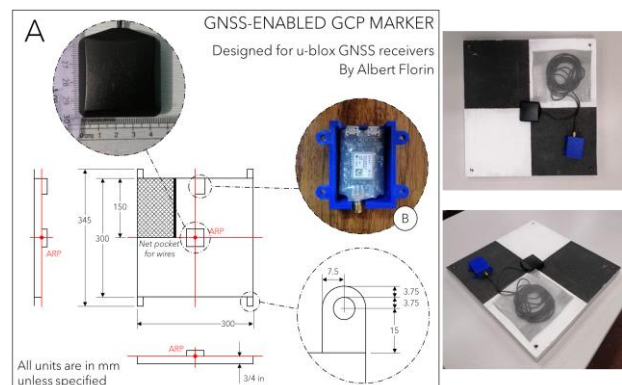 A
GNSS-ENABLED GCP MARKER
Designed for u-blox GNSS receivers
By Albert Florin
B
345
300
150
ARP
ARP
Net pocket
for wires
7.5
3.75
3.75
15
300
ARP
3/4 in
All units are in mm
unless specified